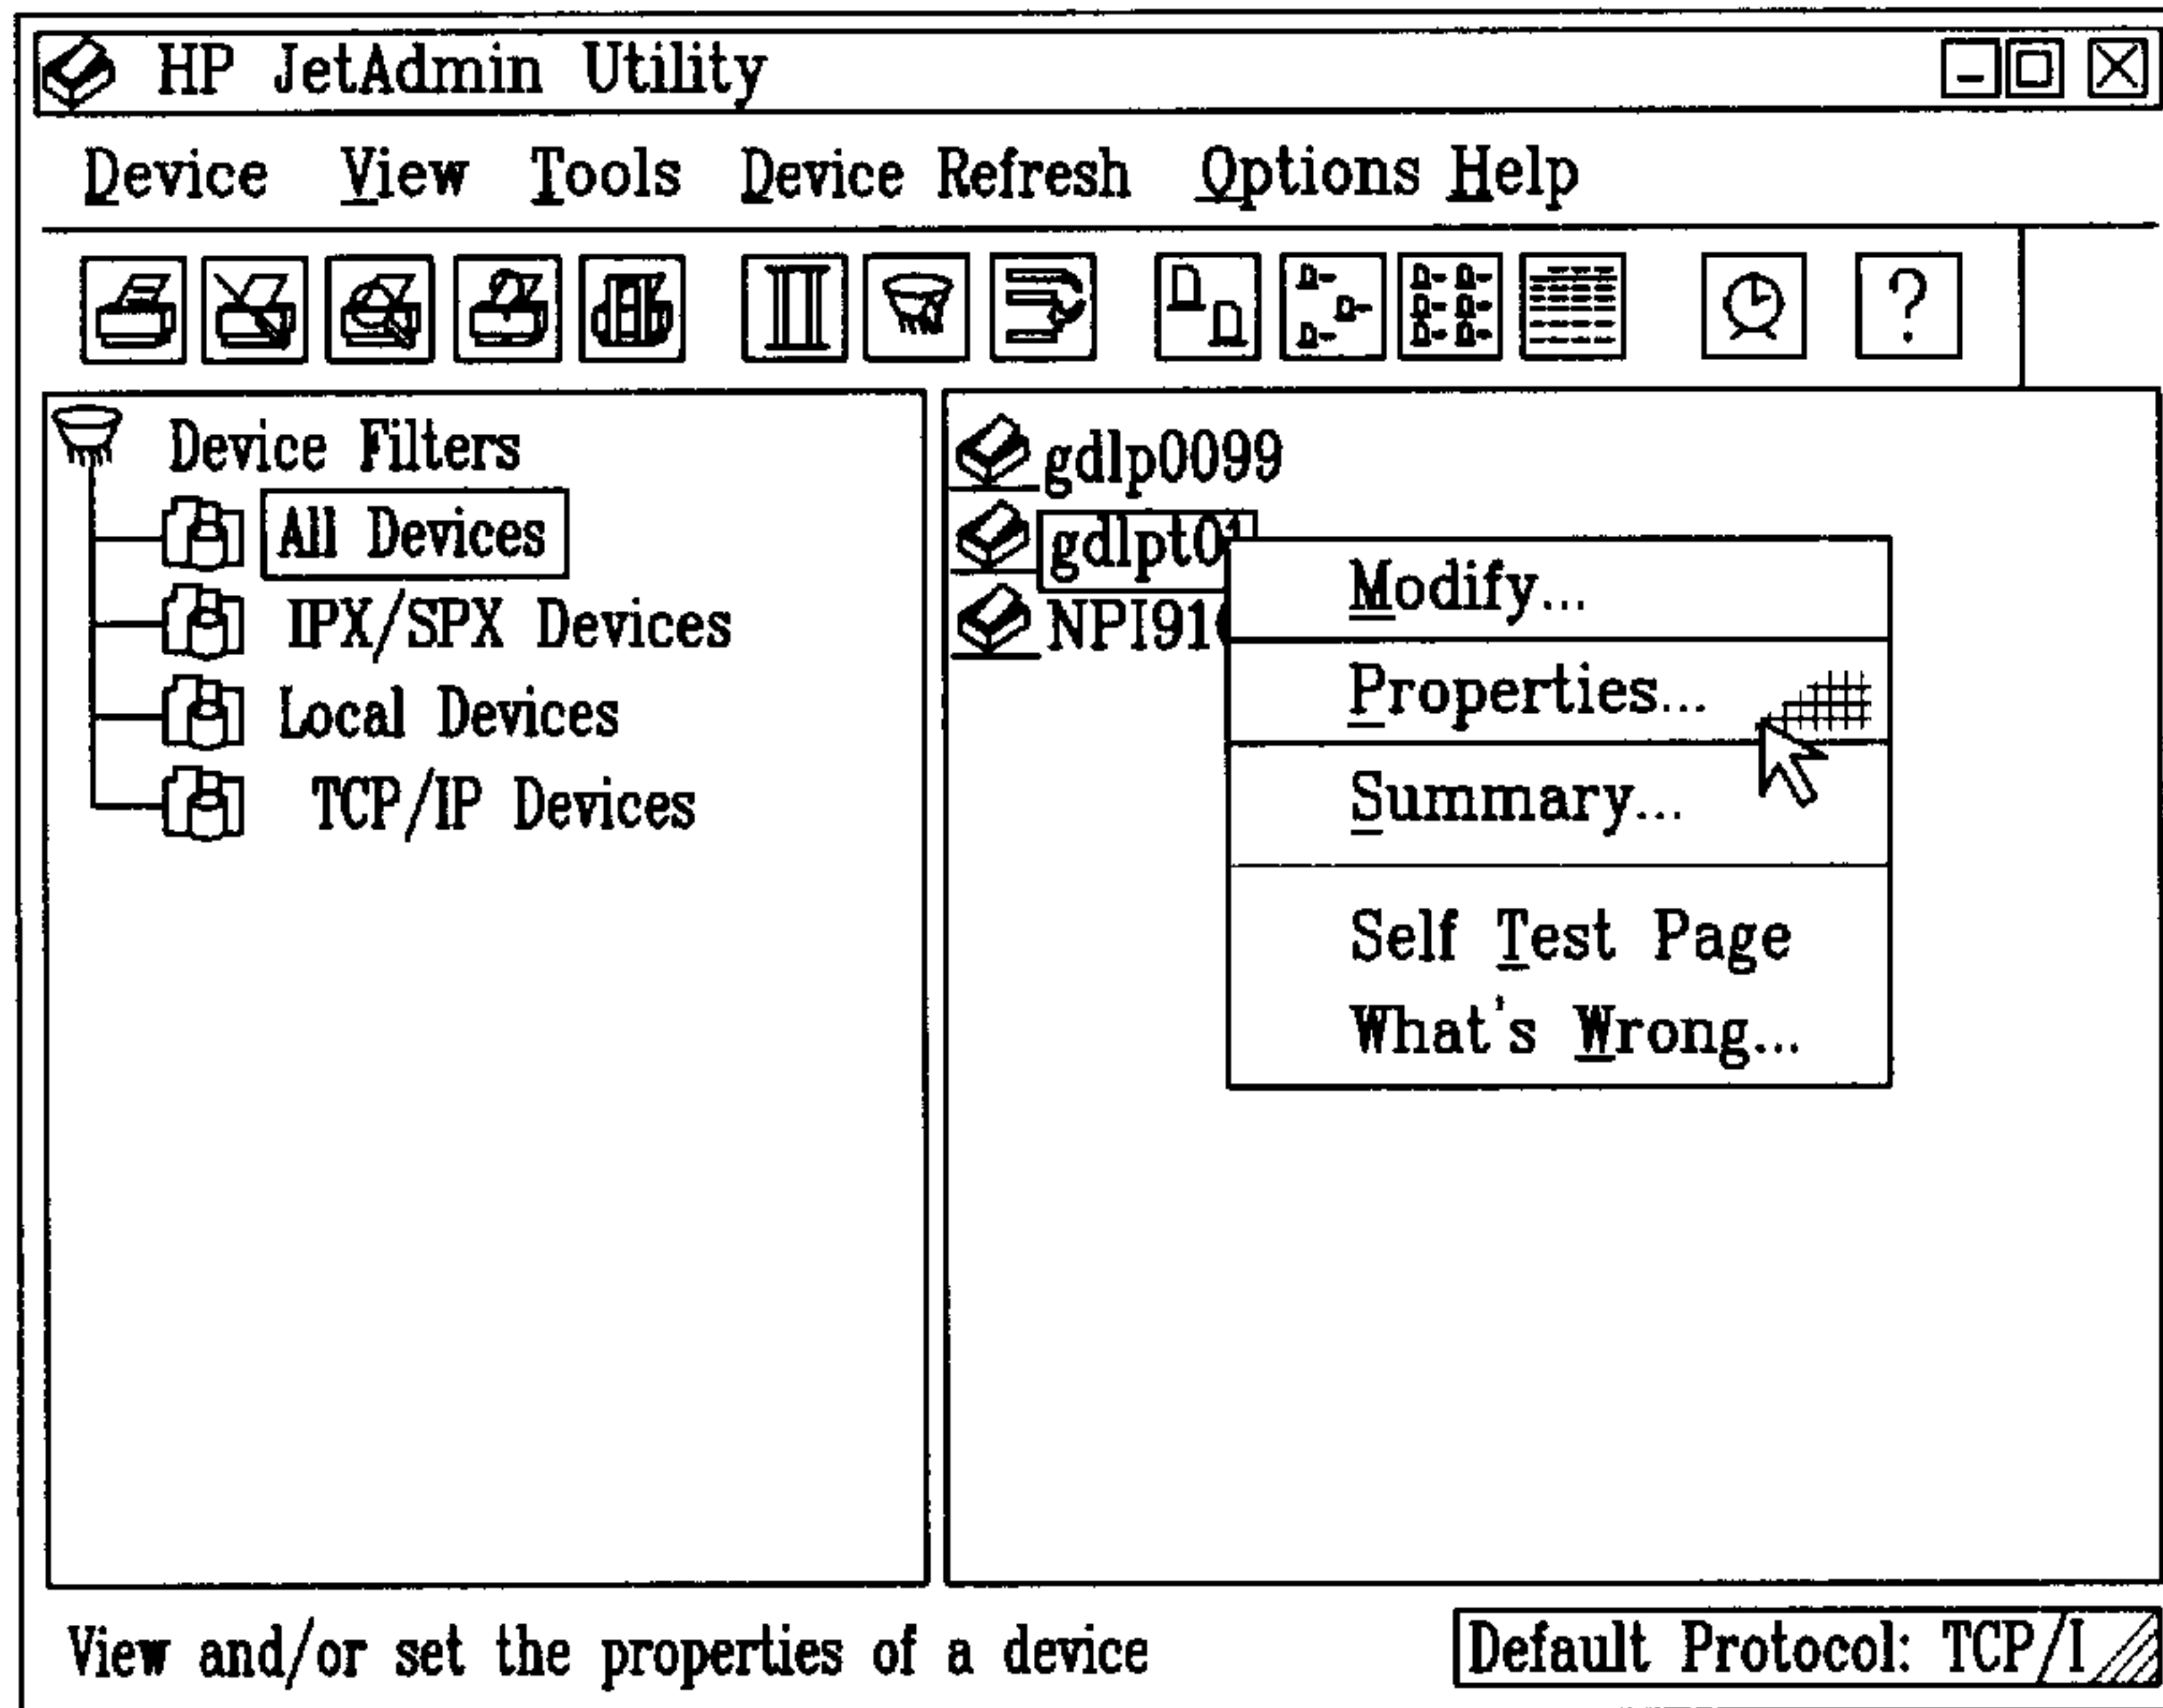 HP JetAdmin Utility
Device View Tools Device Refresh Options Help
?
Device Filters
All Devices
IPX/SPX Devices
Local Devices
TCP/IP Devices
gdlp0099
gdlpt01
NPI91
Modify...
Properties...
Summary...
Self Test Page
What's Wrong...
View and/or set the properties of a device
Default Protocol: TCP/I